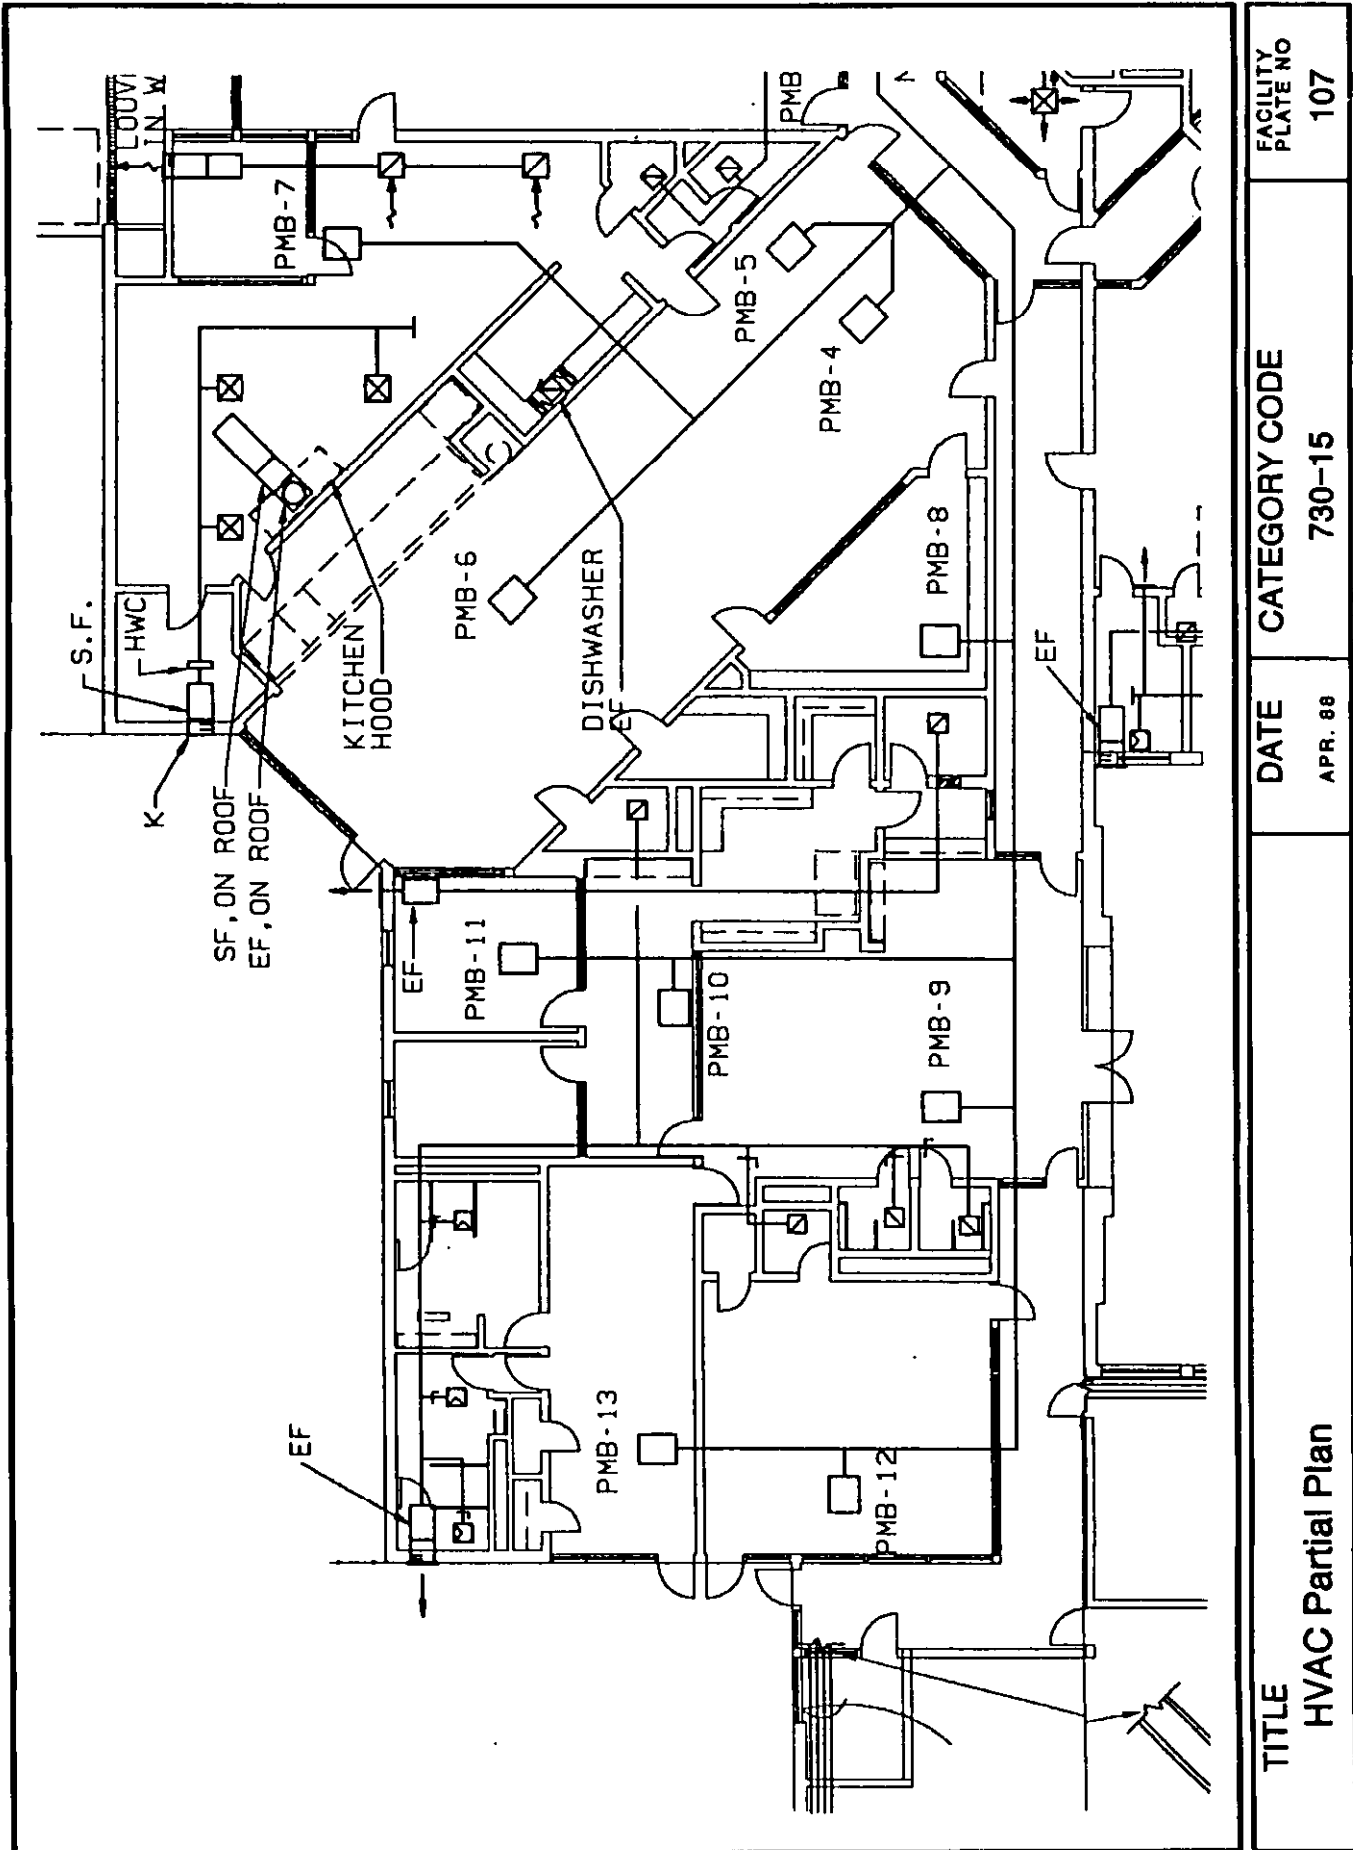 LOUV
IN W
PMB-7
PMB
S.F.
HWC
K
SF, ON ROOF
EF, ON ROOF
KITCHEN
HOOD
PMB-6
DISHWASHER
EF
PMB-5
PMB-4
PMB-8
EF
EF
PMB-11
PMB-10
PMB-9
EF
PMB-13
PMB-12
TITLE
HVAC Partial Plan
DATE
APR. 88
CATEGORY CODE
730-15
FACILITY
PLATE NO
107